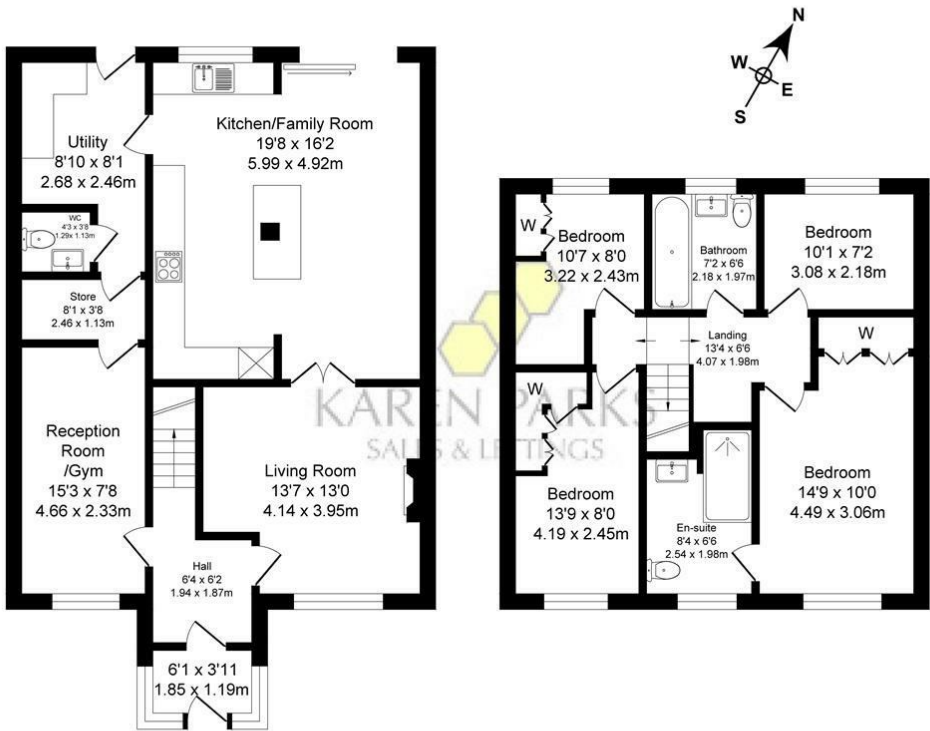 N
W
E
S
Kitchen/Family Room
19'8 x 16'2
5.99 x 4.92m
Utility
8'10 x 8'1
2.68 x 2.46m
WC
4'3 x 3'8
1.29x 1.13m
Store
8'1 x 3'8
2.46 x 1.13m
Reception
Room
/Gym
15'3 x 7'8
4.66 x 2.33m
Living Room
13'7 x 13'0
4.14 x 3.95m
Hall
6'4 x 6'2
1.94 x 1.87m
6'1 x 3'11
1.85 x 1.19m
W
Bedroom
10'7 x 8'0
3.22 x 2.43m
Bathroom
7'2 x 6'6
2.18 x 1.97m
Bedroom
10'1 x 7'2
3.08 x 2.18m
Landing
13'4 x 6'6
4.07 x 1.98m
W
W
Bedroom
13'9 x 8'0
4.19 x 2.45m
En-suite
8'4 x 6'6
2.54 x 1.98m
Bedroom
14'9 x 10'0
4.49 x 3.06m
KAREN PARKS
SALES & LETTINGS